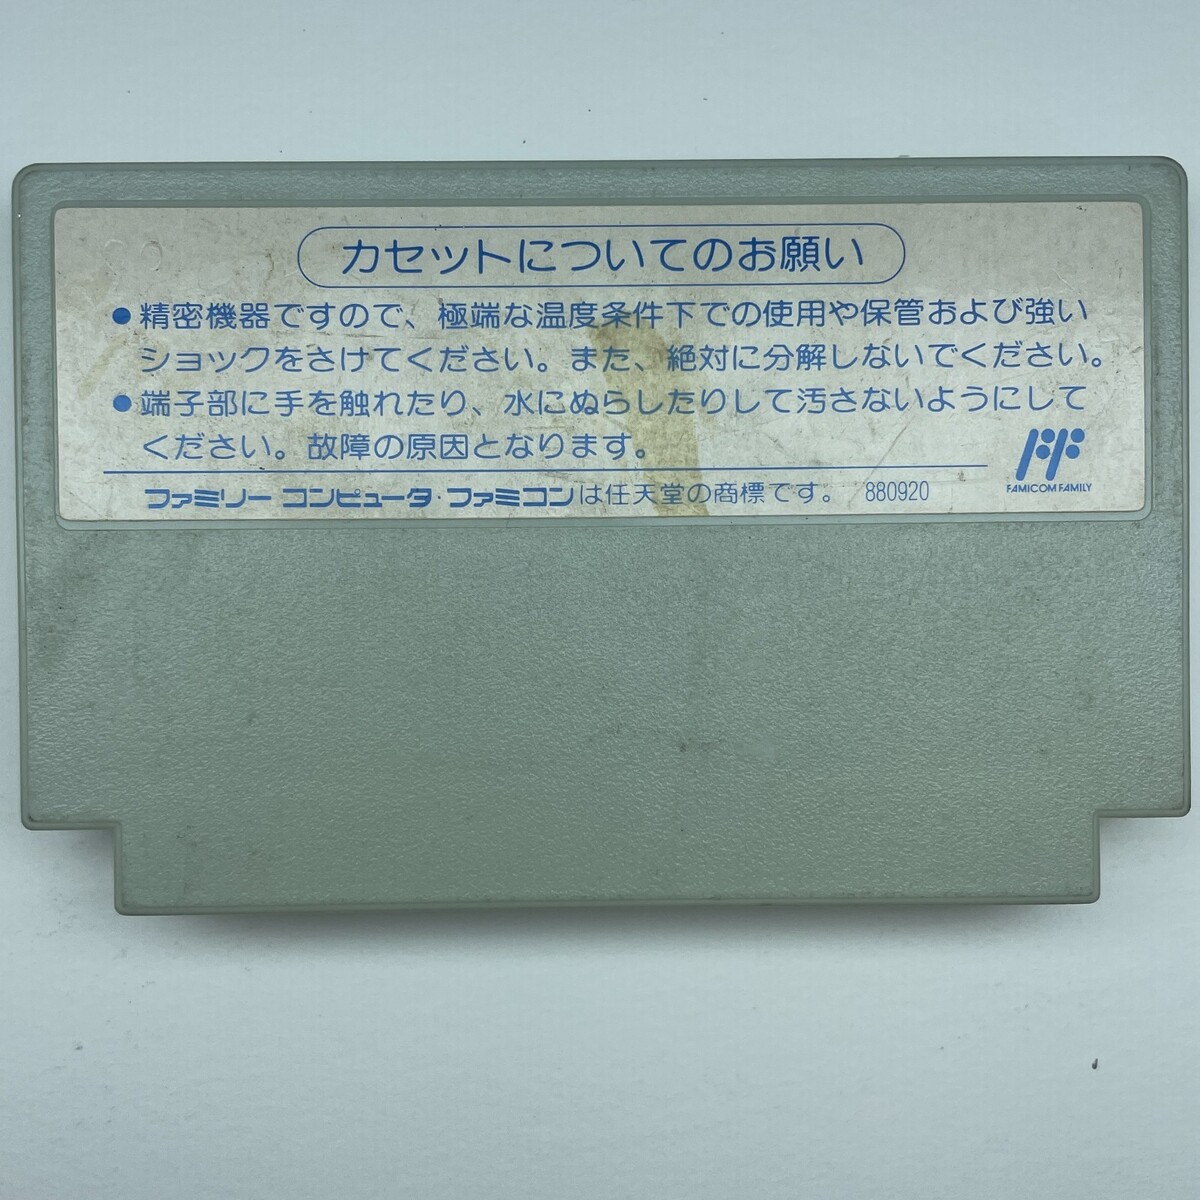 カセットについてのお願い
●精密機器ですので、極端な温度条件下での使用や保管および強い
ショックをさけてください。また、絶対に分解しないでください。
●端子部に手を触れたり、水にぬらしたりして汚さないようにして
ください。故障の原因となります。
ファミリー コンピュータ・ファミコンは任天堂の商標です。 880920
FF
FAMICOM FAMILY